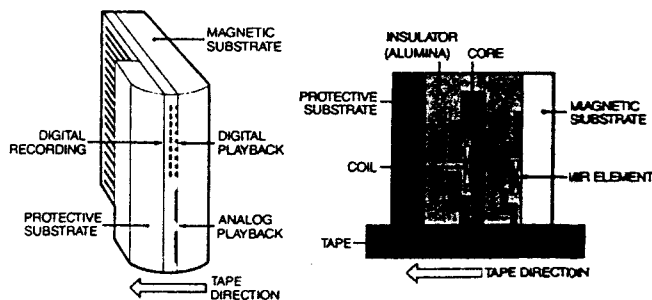 MAGNETIC
SUBSTRATE
DIGITAL
RECORDING
DIGITAL
PLAYBACK
PROTECTIVE
SUBSTRATE
ANALOG
PLAYBACK
TAPE
DIRECTION
INSULATOR
(ALUMINA)
CORE
PROTECTIVE
SUBSTRATE
MAGNETIC
SUBSTRATE
COIL
MR ELEMENT
TAPE
TAPE DIRECTION